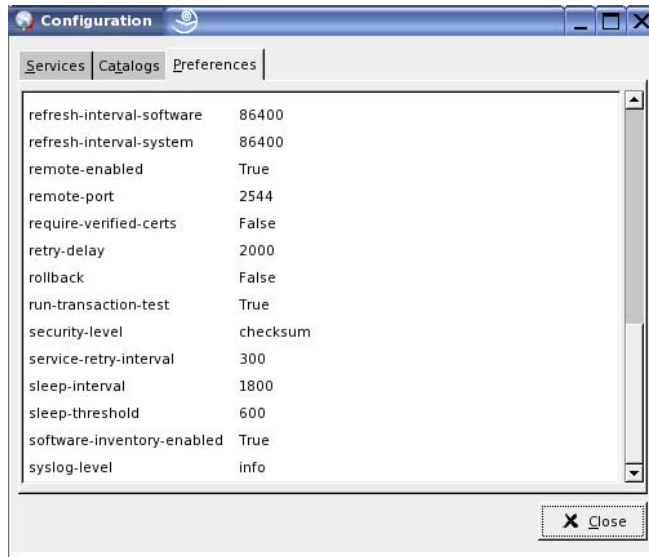 Configuration
Services Catalogs Preferences
refresh-interval-software 86400
refresh-interval-system 86400
remote-enabled True
remote-port 2544
require-verified-certs False
retry-delay 2000
rollback False
run-transaction-test True
security-level checksum
service-retry-interval 300
sleep-interval 1800
sleep-threshold 600
software-inventory-enabled True
syslog-level info
Close